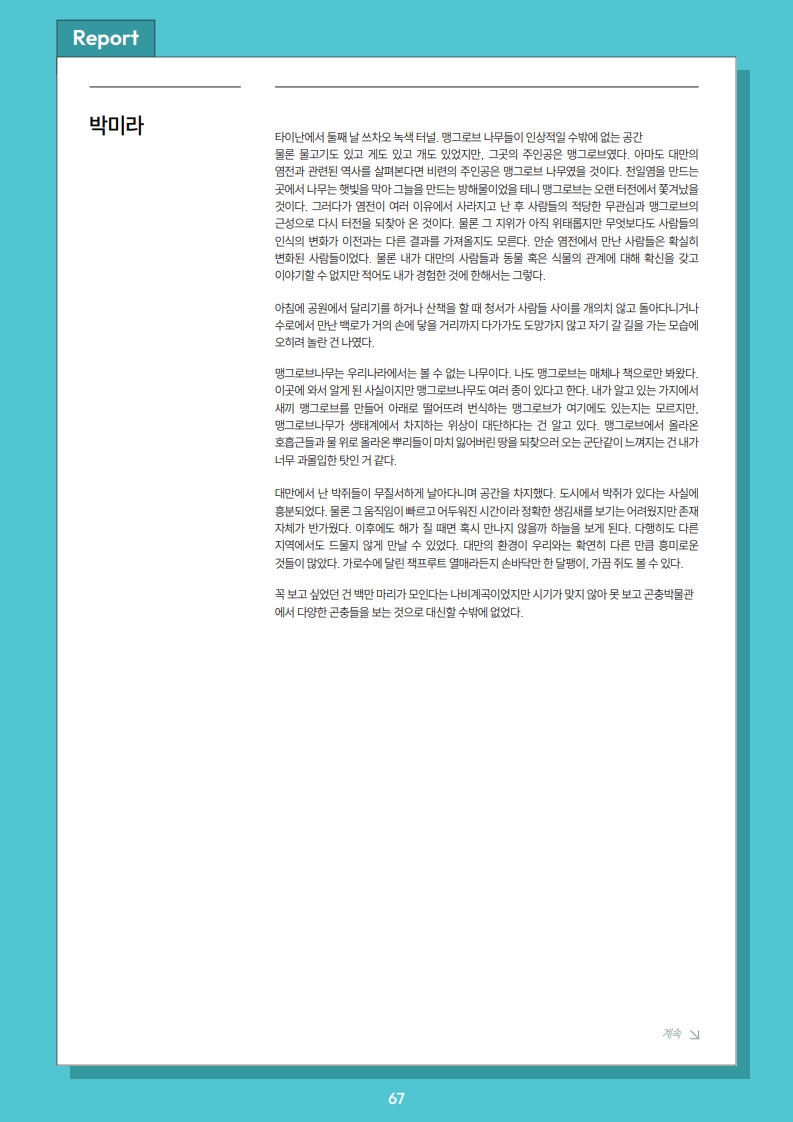 Report
박미라
타이난에서 둘째 날 쓰차오 녹색 터널. 맹그로브 나무들이 인상적일 수밖에 없는 공간
물론 물고기도 있고 게도 있고 개도 있었지만, 그곳의 주인공은 맹그로브였다. 아마도 대만의
염전과 관련된 역사를 살펴본다면 비련의 주인공은 맹그로브 나무였을 것이다. 천일염을 만드는
곳에서 나무는 햇빛을 막아 그늘을 만드는 방해물이었을 테니 맹그로브는 오랜 터전에서 쫓겨났을
것이다. 그러다가 염전이 여러 이유에서 사라지고 난 후 사람들의 적당한 무관심과 맹그로브의
근성으로 다시 터전을 되찾아 온 것이다. 물론 그 지위가 아직 위태롭지만 무엇보다도 사람들의
인식의 변화가 이전과는 다른 결과를 가져올지도 모른다. 안순 염전에서 만난 사람들은 확실히
변화된 사람들이었다. 물론 내가 대만의 사람들과 동물 혹은 식물의 관계에 대해 확신을 갖고
이야기할 수 없지만 적어도 내가 경험한 것에 한해서는 그렇다.
아침에 공원에서 달리기를 하거나 산책을 할 때 청서가 사람들 사이를 개의치 않고 돌아다니거나
수로에서 만난 백로가 거의 손에 닿을 거리까지 다가가도 도망가지 않고 자기 갈 길을 가는 모습에
오히려 놀란 건 나였다.
맹그로브나무는 우리나라에서는 볼 수 없는 나무이다. 나도 맹그로브는 매체나 책으로만 봐왔다.
이곳에 와서 알게 된 사실이지만 맹그로브나무도 여러 종이 있다고 한다. 내가 알고 있는 가지에서
새끼 맹그로브를 만들어 아래로 떨어뜨려 번식하는 맹그로브가 여기에도 있는지는 모르지만,
맹그로브나무가 생태계에서 차지하는 위상이 대단하다는 건 알고 있다. 맹그로브에서 올라온
호흡근들과 물 위로 올라온 뿌리들이 마치 잃어버린 땅을 되찾으러 오는 군단같이 느껴지는 건 내가
너무 과몰입한 탓인 거 같다.
대만에서 난 박쥐들이 무질서하게 날아다니며 공간을 차지했다. 도시에서 박쥐가 있다는 사실에
흥분되었다. 물론 그 움직임이 빠르고 어두워진 시간이라 정확한 생김새를 보기는 어려웠지만 존재
자체가 반가웠다. 이후에도 해가 질 때면 혹시 만나지 않을까 하늘을 보게 된다. 다행히도 다른
지역에서도 드물지 않게 만날 수 있었다. 대만의 환경이 우리와는 확연히 다른 만큼 흥미로운
것들이 많았다. 가로수에 달린 잭프루트 열매라든지 손바닥만 한 달팽이, 가끔 쥐도 볼 수 있다.
꼭 보고 싶었던 건 백만 마리가 모인다는 나비계곡이었지만 시기가 맞지 않아 못 보고 곤충박물관
에서 다양한 곤충들을 보는 것으로 대신할 수밖에 없었다.
계속
67